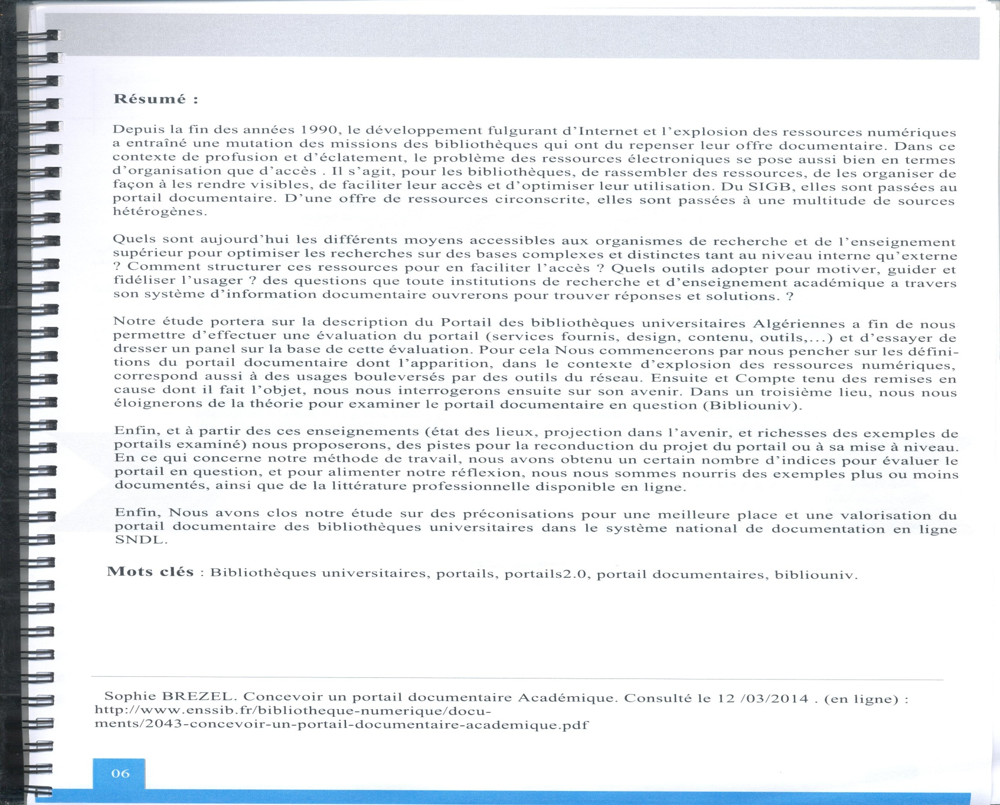 Résumé :
Depuis la fin des années 1990, le développement fulgurant d'Internet et l'explosion des ressources numériques
a entraîné une mutation des missions des bibliothèques qui ont du repenser leur offre documentaire. Dans ce
contexte de profusion et d'éclatement, le problème des ressources électroniques se pose aussi bien en termes
d'organisation que d'accès . Il s'agit, pour les bibliothèques, de rassembler des ressources, de les organiser de
façon à les rendre visibles, de faciliter leur accès et d'optimiser leur utilisation. Du SIGB, elles sont passées au
portail documentaire. D'une offre de ressources circonscrite, elles sont passées à une multitude de sources
hétérogènes.
Quels sont aujourd'hui les différents moyens accessibles aux organismes de recherche et de l'enseignement
supérieur pour optimiser les recherches sur des bases complexes et distinctes tant au niveau interne qu'externe
? Comment structurer ces ressources pour en faciliter l'accès ? Quels outils adopter pour motiver, guider et
fidéliser l'usager ? des questions que toute institutions de recherche et d'enseignement académique a travers
son système d'information documentaire ouvrerons pour trouver réponses et solutions. ?
Notre étude portera sur la description du Portail des bibliothèques universitaires Algériennes a fin de nous
permettre d'effectuer une évaluation du portail (services fournis, design, contenu, outils,...) et d'essayer de
dresser un panel sur la base de cette évaluation. Pour cela Nous commencerons par nous pencher sur les défini-
tions du portail documentaire dont l'apparition, dans le contexte d'explosion des ressources numériques,
correspond aussi à des usages bouleversés par des outils du réseau. Ensuite et Compte tenu des remises en
cause dont il fait l'objet, nous nous interrogerons ensuite sur son avenir. Dans un troisième lieu, nous nous
éloignerons de la théorie pour examiner le portail documentaire en question (Bibliouniv).
Enfin, et à partir des ces enseignements (état des lieux, projection dans l'avenir, et richesses des exemples de
portails examiné) nous proposerons, des pistes pour la reconduction du projet du portail ou à sa mise à niveau.
En ce qui concerne notre méthode de travail, nous avons obtenu un certain nombre d'indices pour évaluer le
portail en question, et pour alimenter notre réflexion, nous nous sommes nourris des exemples plus ou moins
documentés, ainsi que de la littérature professionnelle disponible en ligne.
Enfin, Nous avons clos notre étude sur des préconisations pour une meilleure place et une valorisation du
portail documentaire des bibliothèques universitaires dans le système national de documentation en ligne
SNDL.
Mots clés : Bibliothèques universitaires, portails, portails2.0, portail documentaires, bibliouniv.
Sophie BREZEL. Concevoir un portail documentaire Académique. Consulté le 12 /03/2014 . (en ligne) :
http://www.enssib.fr/bibliotheque-numerique/docu-
ments/2043-concevoir-un-portail-documentaire-academique.pdf
06